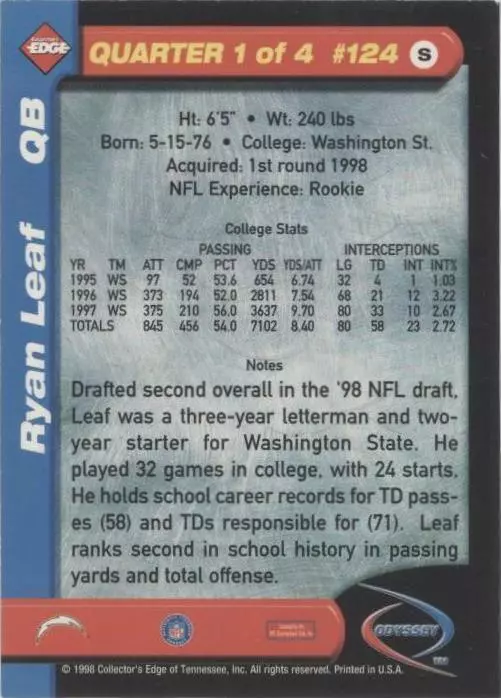 COLLECTOR'S
EDGE
QUARTER 1 of 4 #124 S
Ryan Leaf QB
Ht: 6'5" • Wt: 240 lbs
Born: 5-15-76 • College: Washington St.
Acquired: 1st round 1998
NFL Experience: Rookie
College Stats
PASSING INTERCEPTIONS
YR TM ATT CMP PCT YDS YDS/ATT LG TD INT INT%
1995 WS 97 52 53.6 654 6.74 32 4 1 1.03
1996 WS 373 194 52.0 2811 7.54 68 21 12 3.22
1997 WS 375 210 56.0 3637 9.70 80 33 10 2.67
TOTALS 845 456 54.0 7102 8.40 80 58 23 2.72
Notes
Drafted second overall in the '98 NFL draft,
Leaf was a three-year letterman and two-
year starter for Washington State. He
played 32 games in college, with 24 starts.
He holds school career records for TD pass-
es (58) and TDs responsible for (71). Leaf
ranks second in school history in passing
yards and total offense.
NFL
ODYSSEY
TM
© 1998 Collector's Edge of Tennessee, Inc. All rights reserved. Printed in U.S.A.